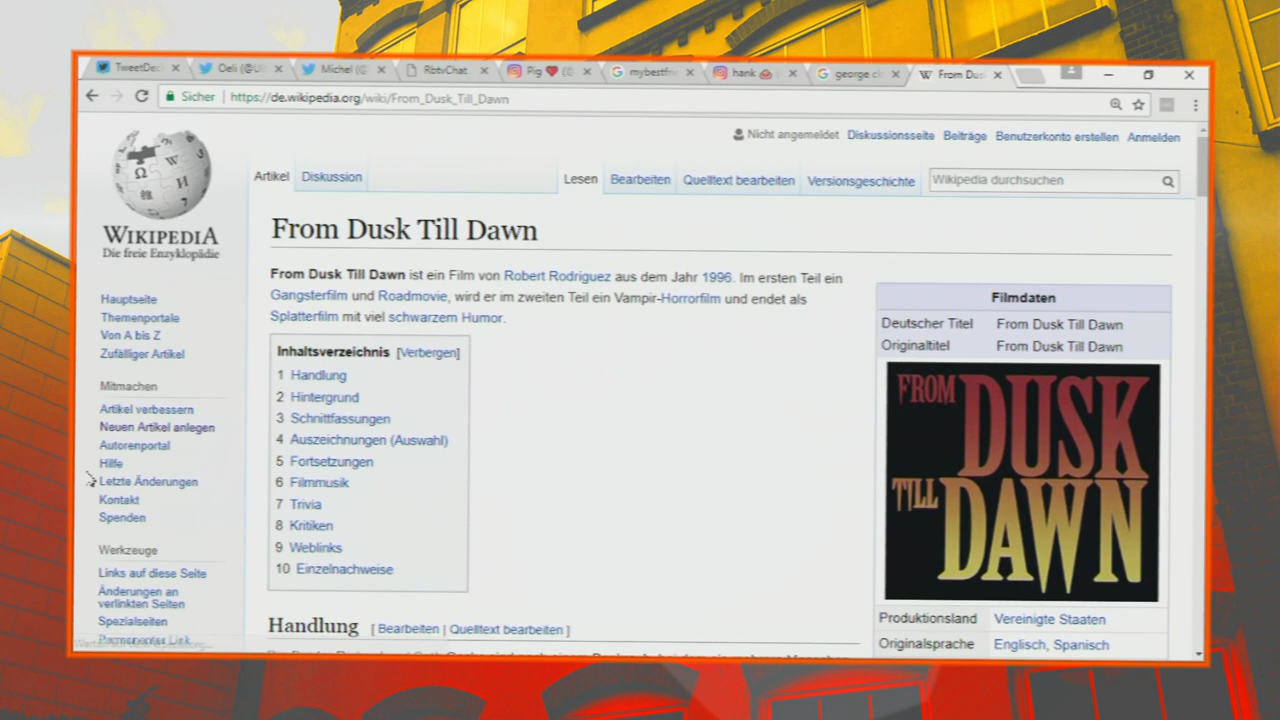 TweetDec
Oeli (@U
Michel (@
RbtvChat
Pig ❤ (@
mybestfri
hank
george cl
From Dus
Sicher | https://de.wikipedia.org/wiki/From_Dusk_Till_Dawn
Nicht angemeldet Diskussionsseite Beiträge Benutzerkonto erstellen Anmelden
Artikel Diskussion Lesen Bearbeiten Quelltext bearbeiten Versionsgeschichte Wikipedia durchsuchen
WIKIPEDIA
Die freie Enzyklopädie
Hauptseite
Themenportale
Von A bis Z
Zufälliger Artikel
Mitmachen
Artikel verbessern
Neuen Artikel anlegen
Autorenportal
Hilfe
Letzte Änderungen
Kontakt
Spenden
Werkzeuge
Links auf diese Seite
Änderungen an
verlinkten Seiten
Spezialseiten
Permanenter Link
From Dusk Till Dawn
From Dusk Till Dawn ist ein Film von Robert Rodriguez aus dem Jahr 1996. Im ersten Teil ein
Gangsterfilm und Roadmovie, wird er im zweiten Teil ein Vampir-Horrorfilm und endet als
Splatterfilm mit viel schwarzem Humor.
Inhaltsverzeichnis [Verbergen]
1 Handlung
2 Hintergrund
3 Schnittfassungen
4 Auszeichnungen (Auswahl)
5 Fortsetzungen
6 Filmmusik
7 Trivia
8 Kritiken
9 Weblinks
10 Einzelnachweise
Handlung [ Bearbeiten | Quelltext bearbeiten ]
Filmdaten
Deutscher Titel From Dusk Till Dawn
Originaltitel From Dusk Till Dawn
FROM DUSK
TILL DAWN
Produktionsland Vereinigte Staaten
Originalsprache Englisch, Spanisch